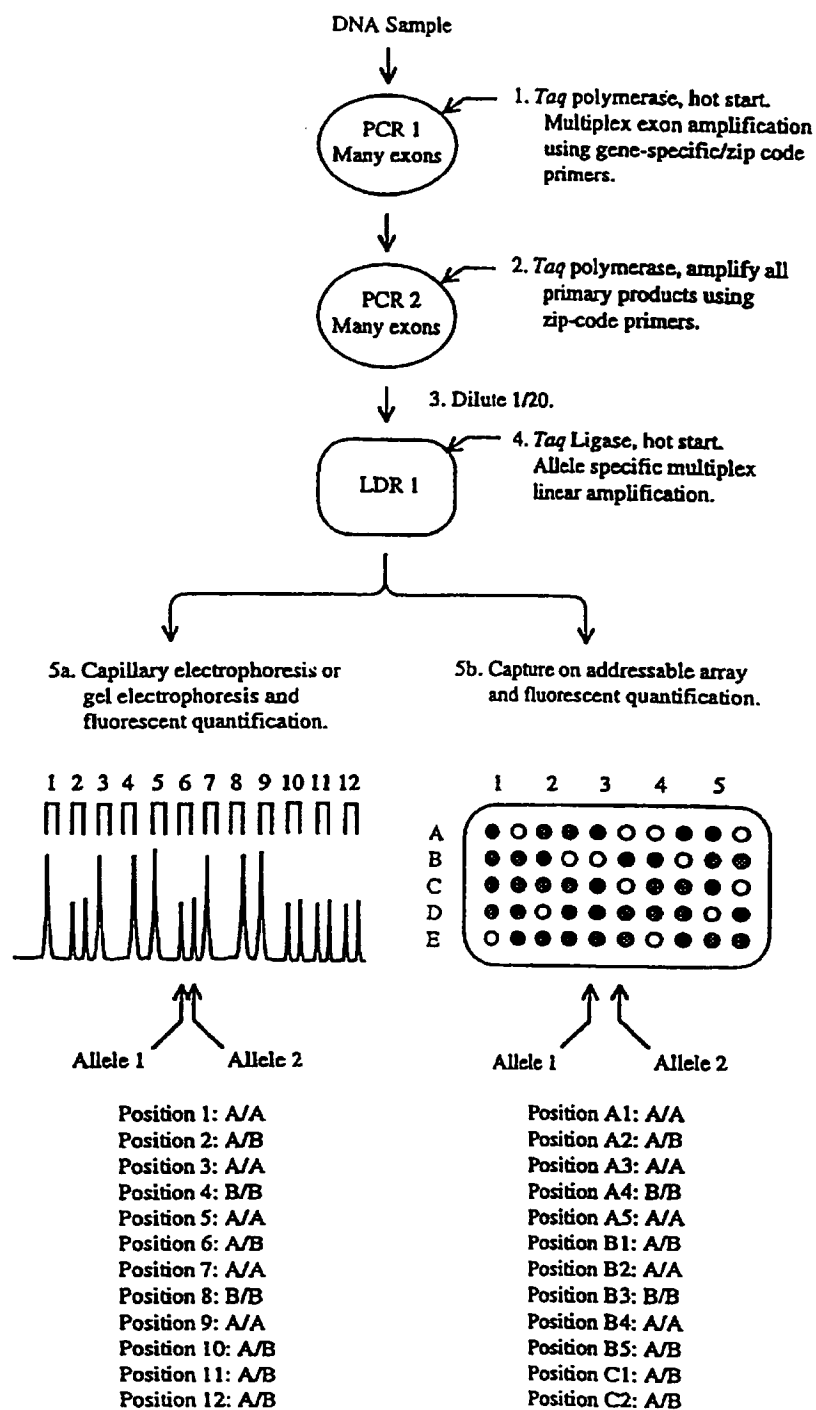 DNA Sample
PCR 1
Many exons
1. Taq polymerase, hot start.
Multiplex exon amplification
using gene-specific/zip code
primers.
PCR 2
Many exons
2. Taq polymerase, amplify all
primary products using
zip-code primers.
3. Dilute 1/20.
LDR 1
4. Taq Ligase, hot start.
Allele specific multiplex
linear amplification.
5a. Capillary electrophoresis or
gel electrophoresis and
fluorescent quantification.
1 2 3 4 5 6 7 8 9 10 11 12
Allele 1 Allele 2
Position 1: A/A
Position 2: A/B
Position 3: A/A
Position 4: B/B
Position 5: A/A
Position 6: A/B
Position 7: A/A
Position 8: B/B
Position 9: A/A
Position 10: A/B
Position 11: A/B
Position 12: A/B
5b. Capture on addressable array
and fluorescent quantification.
1 2 3 4 5
A
B
C
D
E
Allele 1 Allele 2
Position A1: A/A
Position A2: A/B
Position A3: A/A
Position A4: B/B
Position A5: A/A
Position B1: A/B
Position B2: A/A
Position B3: B/B
Position B4: A/A
Position B5: A/B
Position C1: A/B
Position C2: A/B